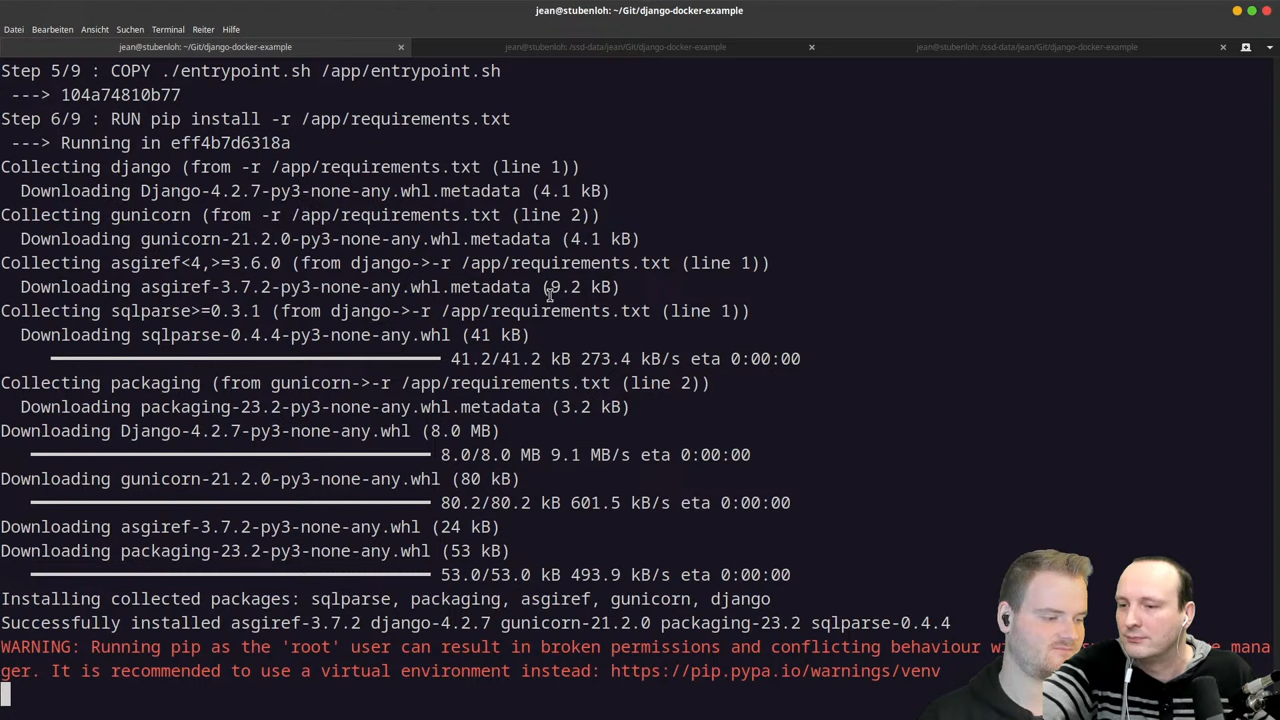 jean@stubenloh: ~/Git/django-docker-example
Datei Bearbeiten Ansicht Suchen Terminal Reiter Hilfe
jean@stubenloh: ~/Git/django-docker-example
jean@stubenloh: /ssd-data/jean/Git/django-docker-example
jean@stubenloh: /ssd-data/jean/Git/django-docker-example
Step 5/9 : COPY ./entrypoint.sh /app/entrypoint.sh
---> 104a74810b77
Step 6/9 : RUN pip install -r /app/requirements.txt
---> Running in eff4b7d6318a
Collecting django (from -r /app/requirements.txt (line 1))
Downloading Django-4.2.7-py3-none-any.whl.metadata (4.1 kB)
Collecting gunicorn (from -r /app/requirements.txt (line 2))
Downloading gunicorn-21.2.0-py3-none-any.whl.metadata (4.1 kB)
Collecting asgiref<4,>=3.6.0 (from django->-r /app/requirements.txt (line 1))
Downloading asgiref-3.7.2-py3-none-any.whl.metadata (9.2 kB)
Collecting sqlparse>=0.3.1 (from django->-r /app/requirements.txt (line 1))
Downloading sqlparse-0.4.4-py3-none-any.whl (41 kB)
41.2/41.2 kB 273.4 kB/s eta 0:00:00
Collecting packaging (from gunicorn->-r /app/requirements.txt (line 2))
Downloading packaging-23.2-py3-none-any.whl.metadata (3.2 kB)
Downloading Django-4.2.7-py3-none-any.whl (8.0 MB)
8.0/8.0 MB 9.1 MB/s eta 0:00:00
Downloading gunicorn-21.2.0-py3-none-any.whl (80 kB)
80.2/80.2 kB 601.5 kB/s eta 0:00:00
Downloading asgiref-3.7.2-py3-none-any.whl (24 kB)
Downloading packaging-23.2-py3-none-any.whl (53 kB)
53.0/53.0 kB 493.9 kB/s eta 0:00:00
Installing collected packages: sqlparse, packaging, asgiref, gunicorn, django
Successfully installed asgiref-3.7.2 django-4.2.7 gunicorn-21.2.0 packaging-23.2 sqlparse-0.4.4
WARNING: Running pip as the 'root' user can result in broken permissions and conflicting behaviour mana
ger. It is recommended to use a virtual environment instead: https://pip.pypa.io/warnings/venv